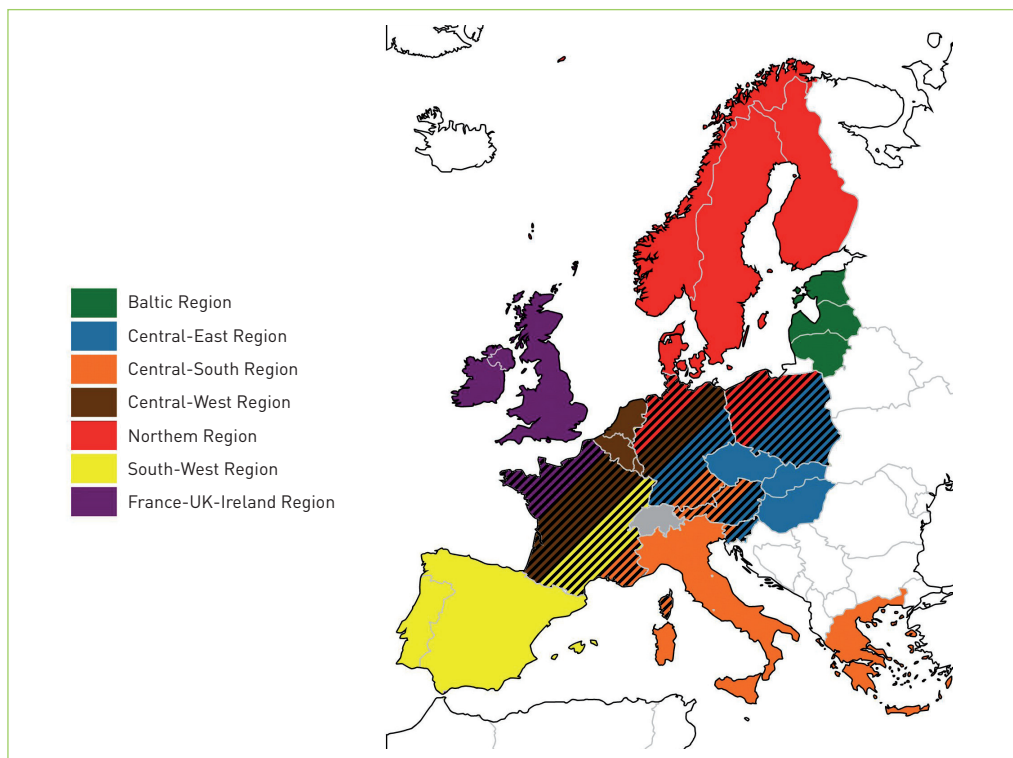 Baltic Region
Central-East Region
Central-South Region
Central-West Region
Northem Region
South-West Region
France-UK-Ireland Region